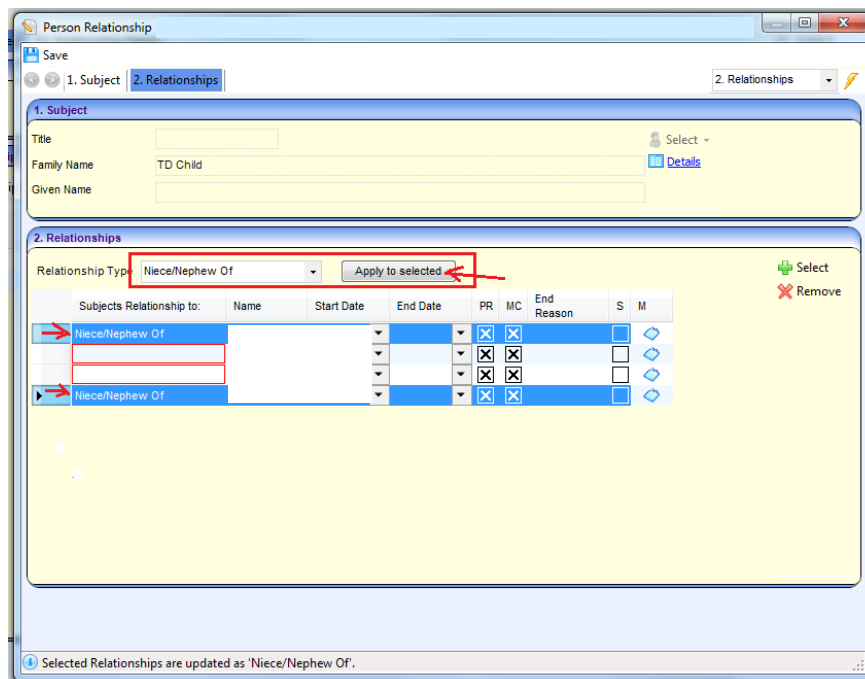 Person Relationship
Save
1. Subject 2. Relationships 2. Relationships
1. Subject
Title Select
Family Name TD Child Details
Given Name
2. Relationships
Relationship Type Niece/Nephew Of Apply to selected Select
Remove
Subjects Relationship to: Name Start Date End Date PR MC End Reason S M
Niece/Nephew Of
Niece/Nephew Of
Selected Relationships are updated as 'Niece/Nephew Of'.